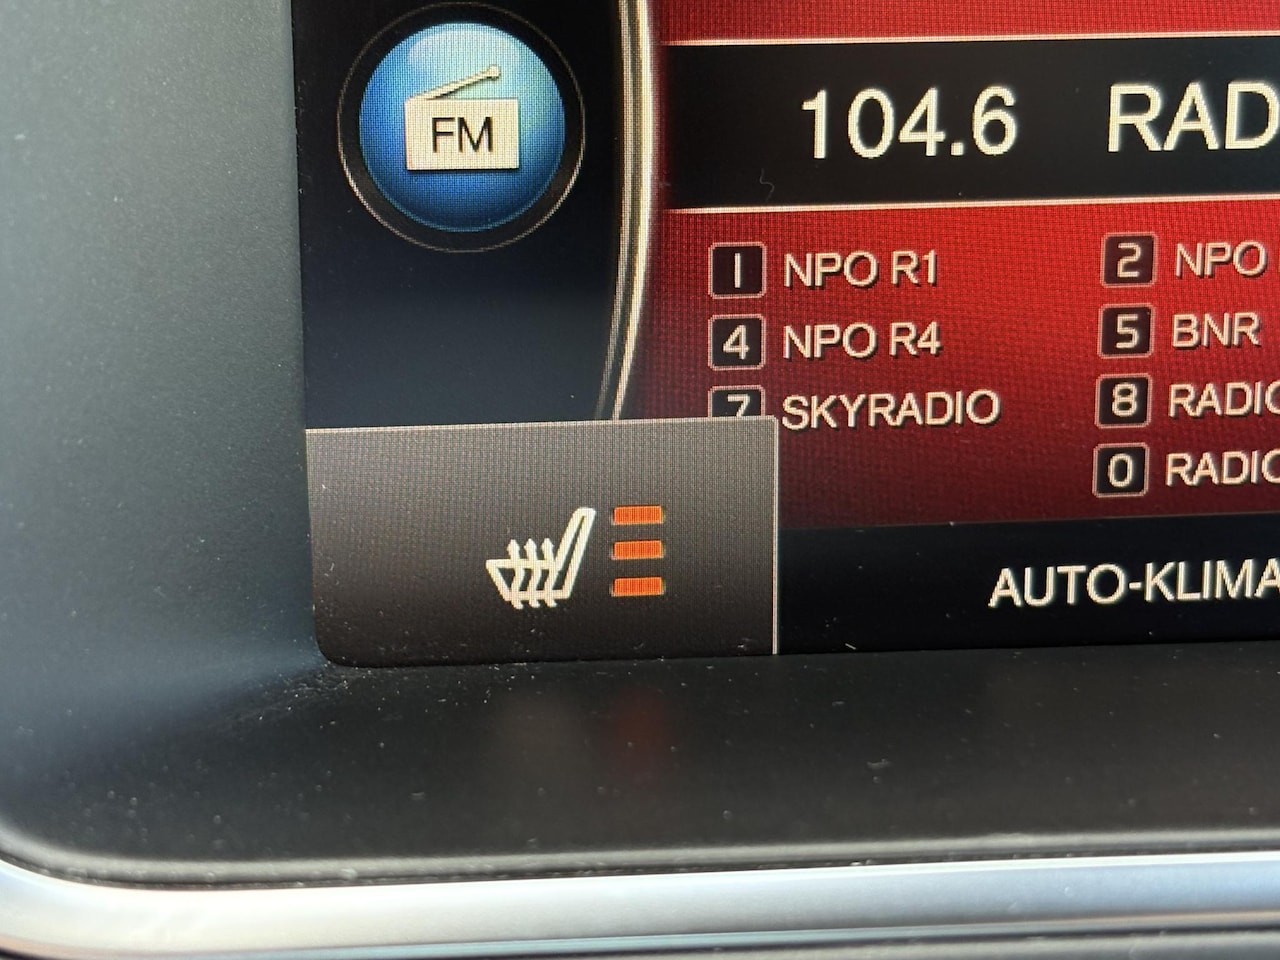 FM
104.6 RAD
1 NPO R1 2 NPO
4 NPO R4 5 BNR
7 SKYRADIO 8 RADIO
0 RADIO
AUTO-KLIMA